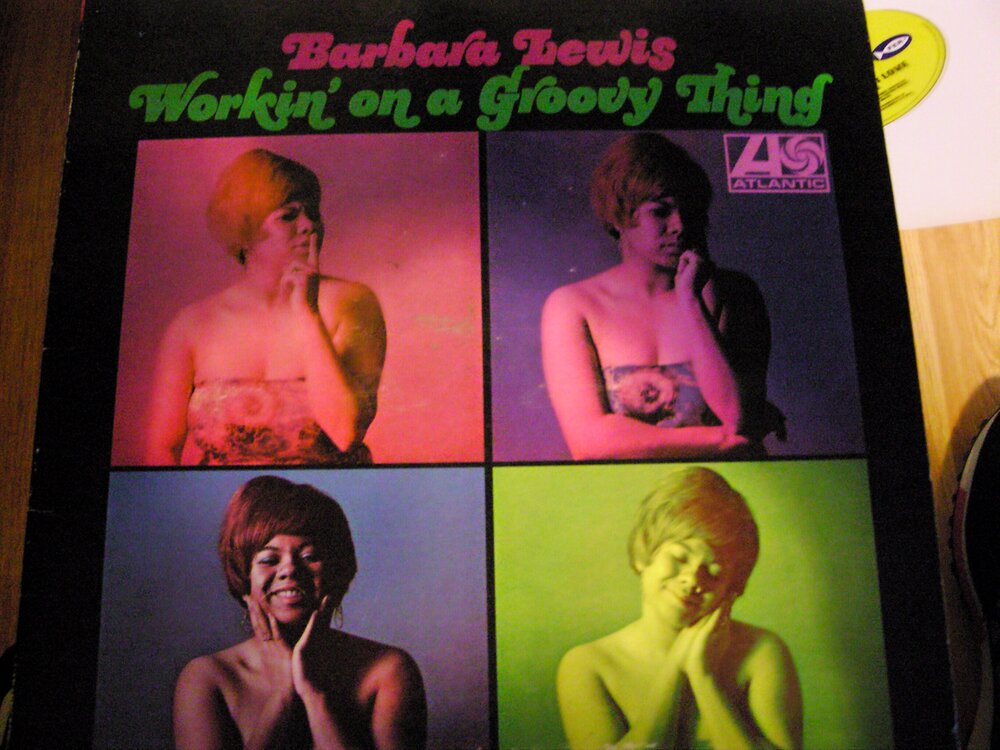 Barbara Lewis
Workin' on a Groovy Thing
ATLANTIC